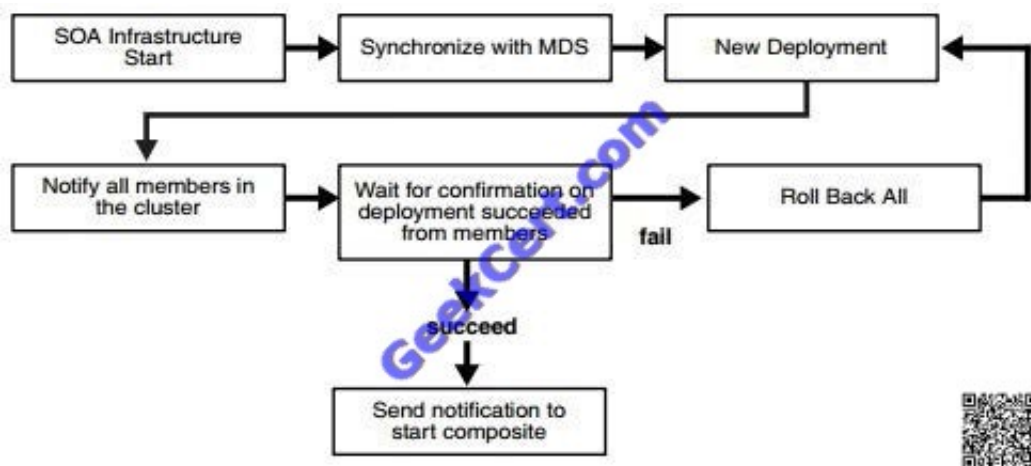 SOA Infrastructure
Start
Synchronize with MDS
New Deployment
Notify all members in
the cluster
Wait for confirmation on
deployment succeeded
from members
fail
Roll Back All
succeed
Send notification to
start composite
GeekCert.com